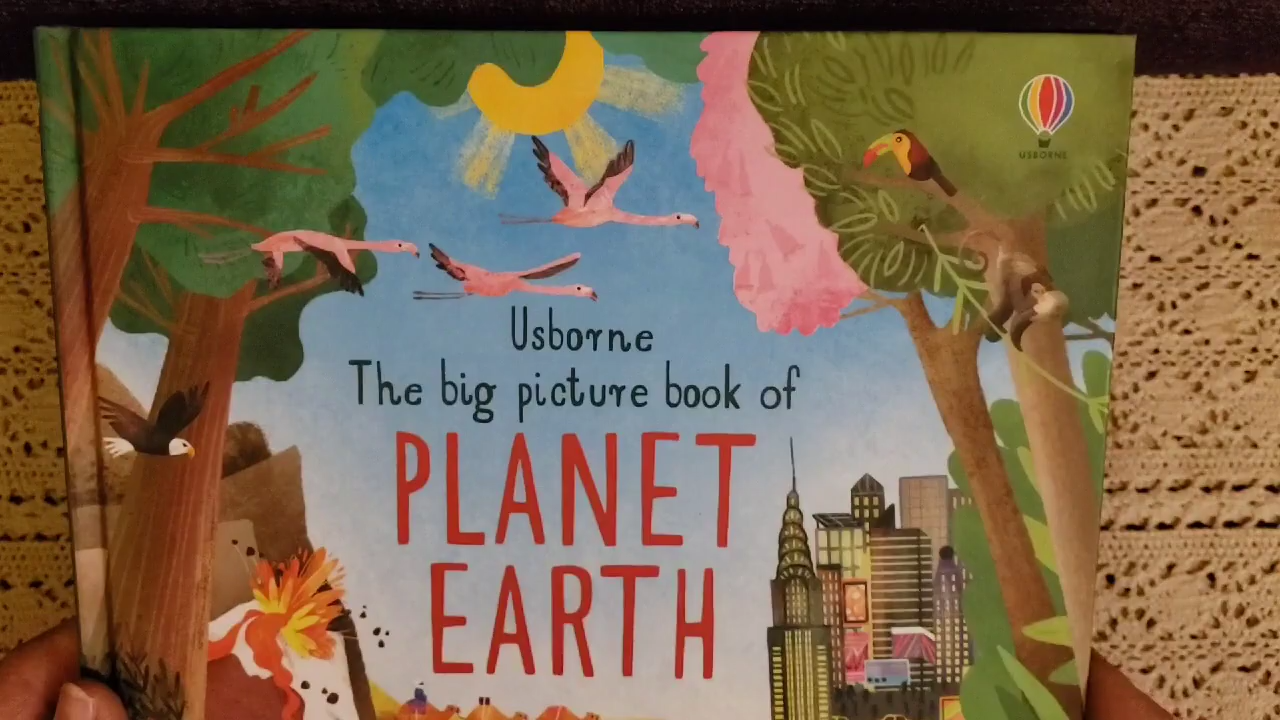 USBORNE
Usborne
The big picture book of
PLANET
EARTH